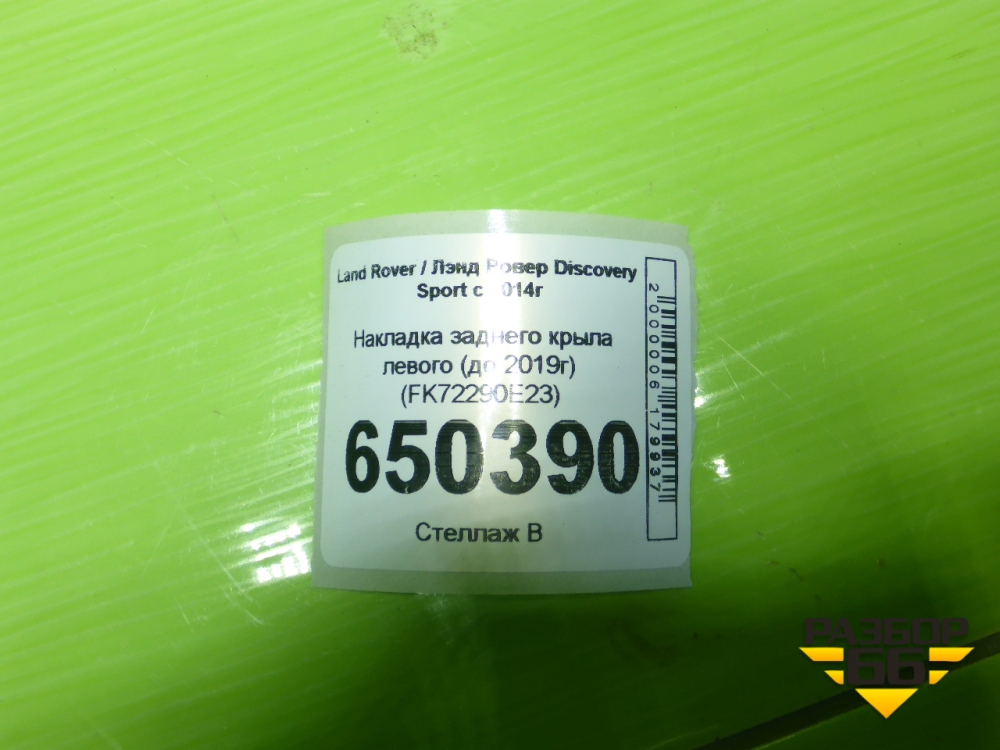 Land Rover / Лэнд Ровер Discovery
Sport с 2014г
Накладка заднего крыла
левого (до 2019г)
(FK72290E23)
650390
Стеллаж В
2000006179937
РАЗБОР
66